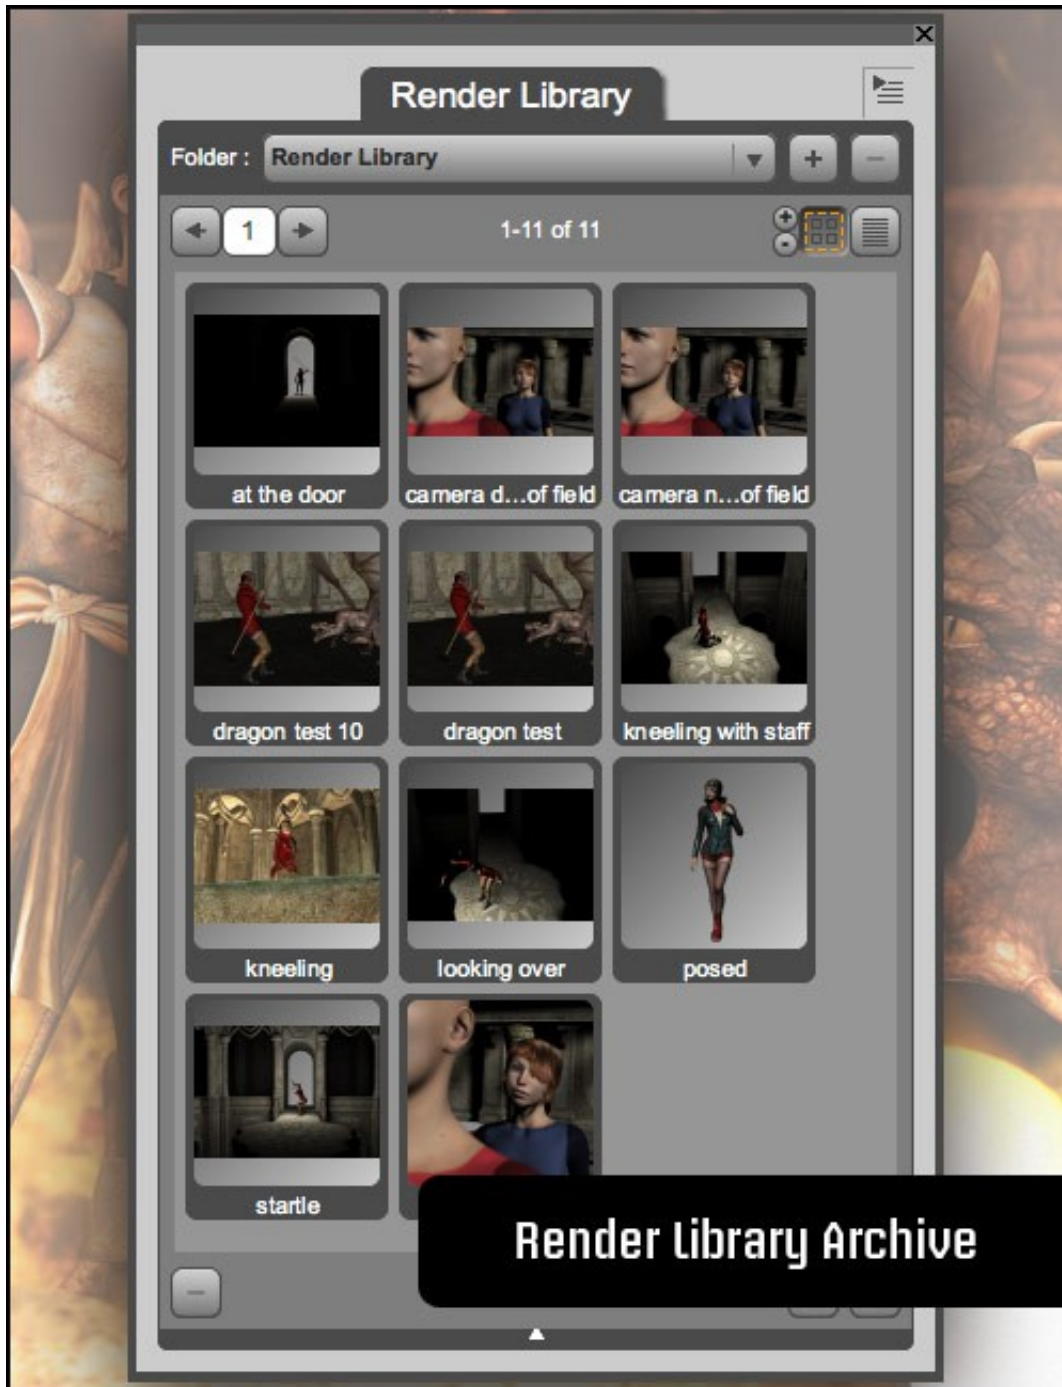 Render Library
Folder : Render Library
1 1-11 of 11
at the door camera d...of field camera n...of field
dragon test 10 dragon test kneeling with staff
kneeling looking over posed
startle
Render Library Archive